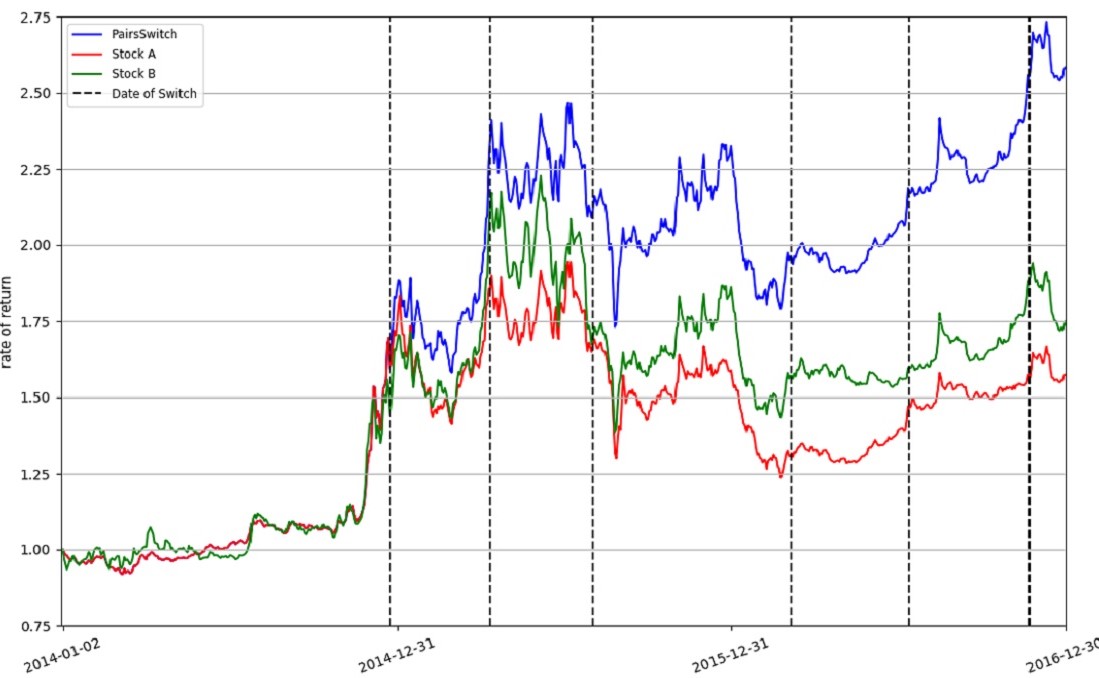 2.75
2.50
2.25
2.00
1.75
1.50
1.25
1.00
0.75
rate of return
PairsSwitch
Stock A
Stock B
Date of Switch
2014-01-02
2014-12-31
2015-12-31
2016-12-30